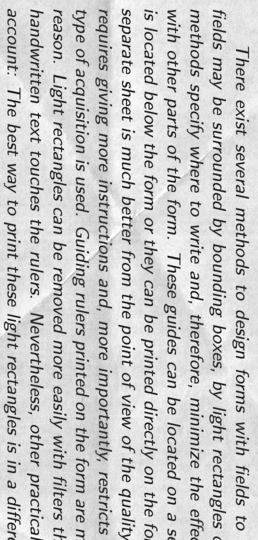 There exist several methods to design forms with fields to
fields may be surrounded by bounding boxes, by light rectangles
methods specify where to write and, therefore, minimize the effe
with other parts of the form. These guides can be located on a se
is located below the form or they can be printed directly on the fo
separate sheet is much better from the point of view of the quality
requires giving more instructions and, more importantly, restricts
type of acquisition is used. Guiding rulers printed on the form are m
reason. Light rectangles can be removed more easily with filters th
handwritten text touches the rulers. Nevertheless, other practical
account. The best way to print these light rectangles is in a differe